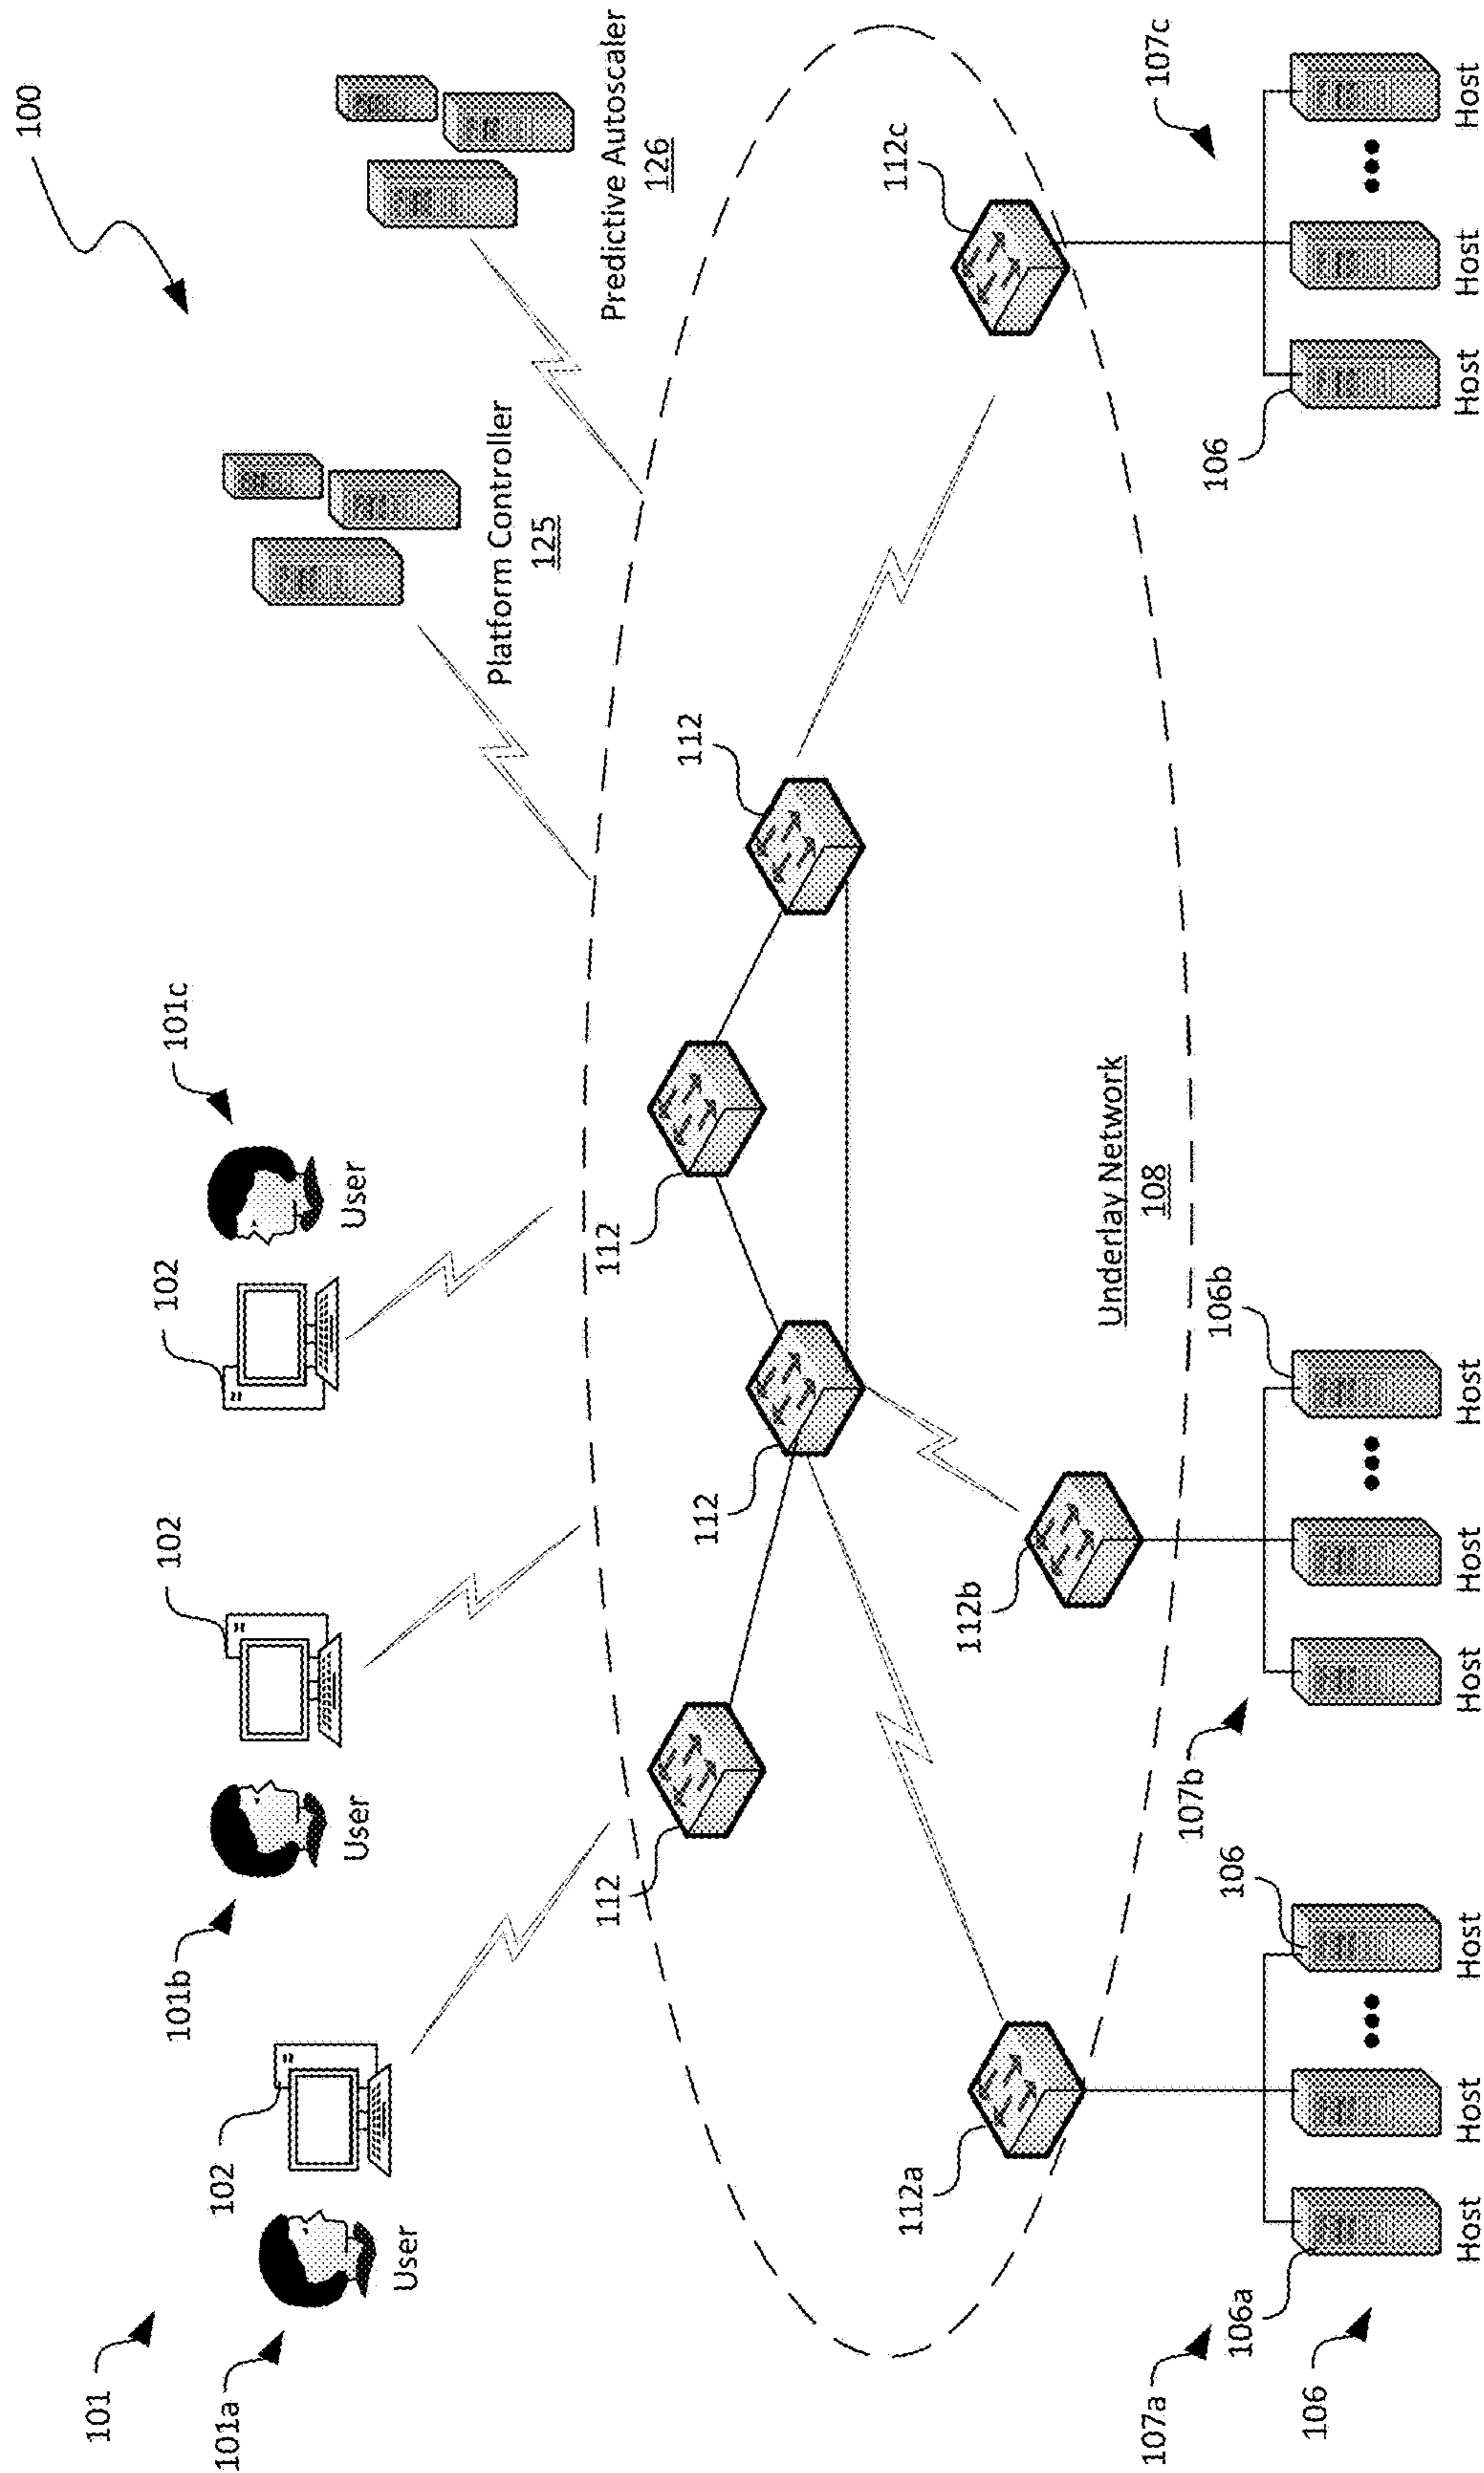 100
101
101a
102
User
101b
102
User
102
101c
User
Platform Controller
125
Predictive Autoscaler
126
112
112
112
112
112a
112b
112c
Underlay Network
108
107a
106a
106
106
107b
106b
107c
106
Host
Host
Host
Host
Host
Host
Host
Host
Host